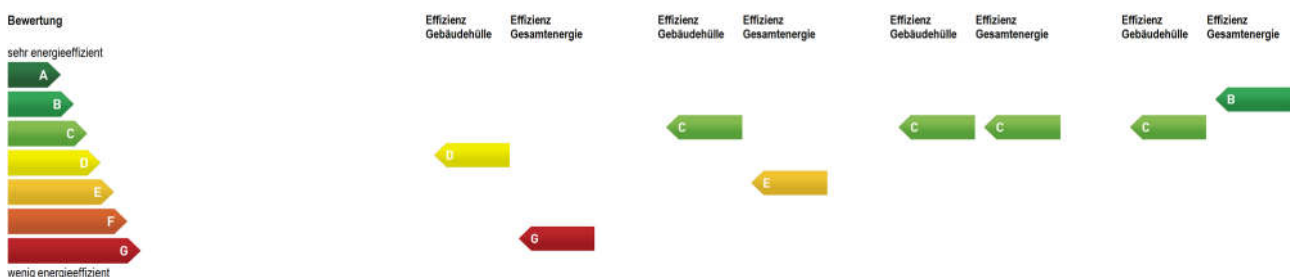 Bewertung
Effizienz
Gebäudehülle
Effizienz
Gesamtenergie
Effizienz
Gebäudehülle
Effizienz
Gesamtenergie
Effizienz
Gebäudehülle
Effizienz
Gesamtenergie
Effizienz
Gebäudehülle
Effizienz
Gesamtenergie
sehr energieeffizient
A
B
B
C
C
C
C
C
D
D
E
E
F
G
G
wenig energieeffizient